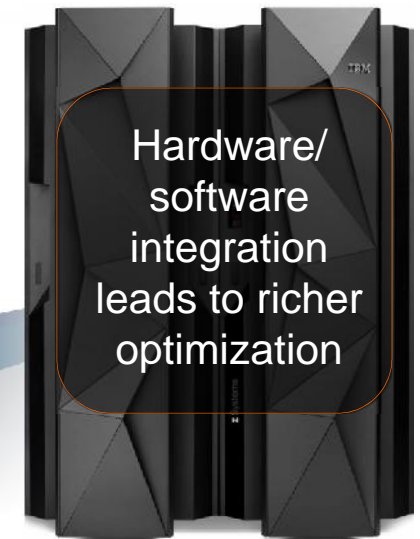 IBM
Hardware/
software
integration
leads to richer
optimization